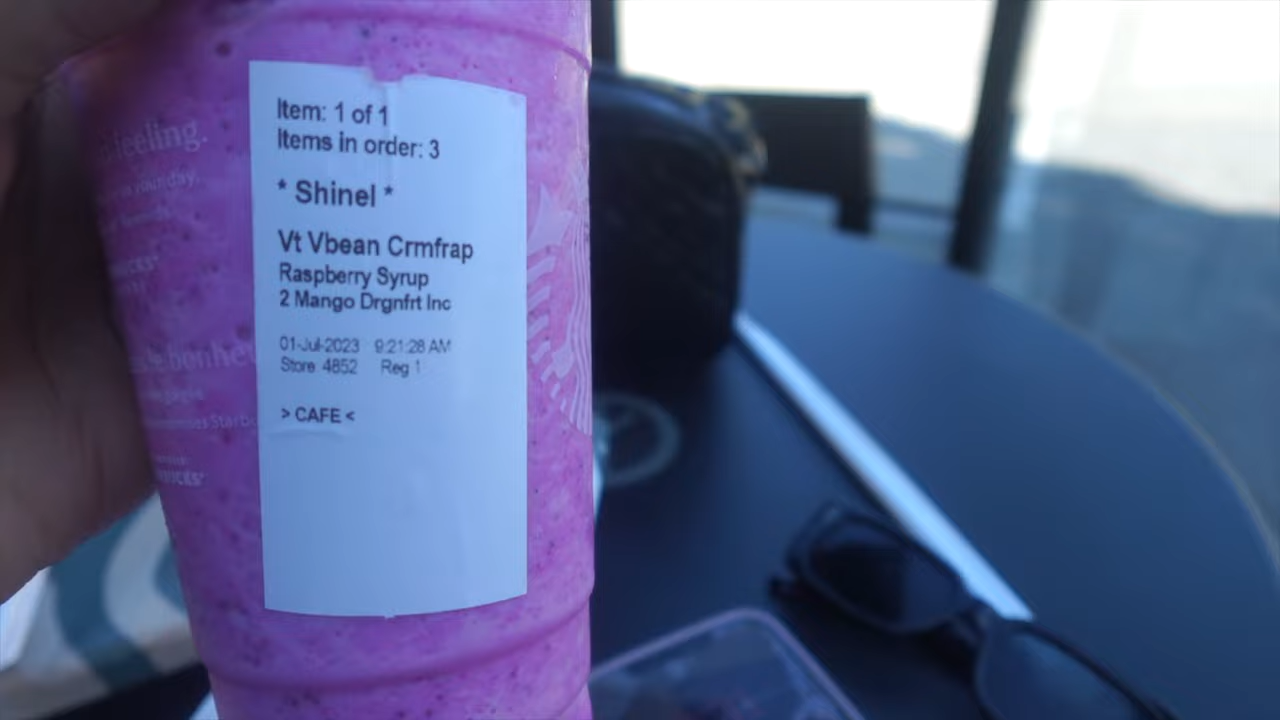 Item: 1 of 1
Items in order: 3
* Shinel *
Vt Vbean Crmfrap
Raspberry Syrup
2 Mango Drgnfrt Inc
01-Jul-2023 9:21:28 AM
Store 4852 Reg 1
> CAFE <
feeling.